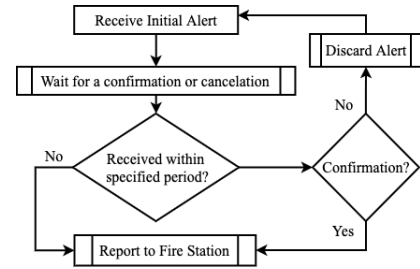 Receive Initial Alert
Discard Alert
Wait for a confirmation or cancelation
No
No
Received within
specified period?
Confirmation?
Yes
Report to Fire Station